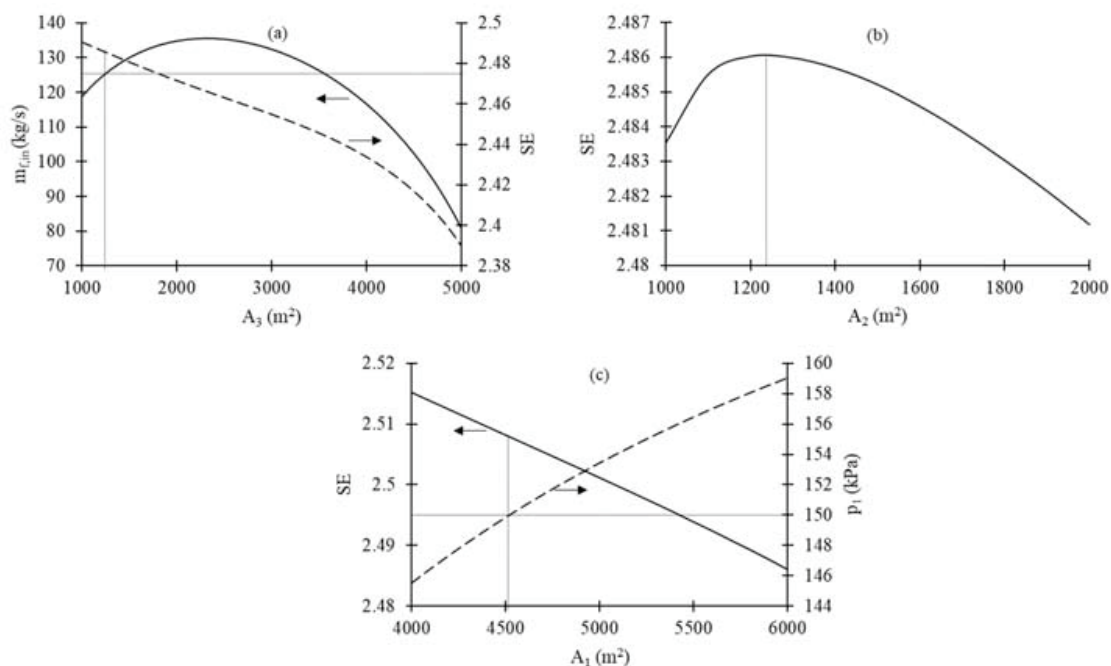 (a)
140
130
120
110
100
90
80
70
m_f,in (kg/s)
2.5
2.48
2.46
2.44
2.42
2.4
2.38
SE
1000 2000 3000 4000 5000
A₃ (m²)
(b)
2.487
2.486
2.485
2.484
2.483
2.482
2.481
2.48
SE
1000 1200 1400 1600 1800 2000
A₂ (m²)
(c)
2.52
2.51
2.5
2.49
2.48
SE
160
158
156
154
152
150
148
146
144
p₁ (kPa)
4000 4500 5000 5500 6000
A₁ (m²)